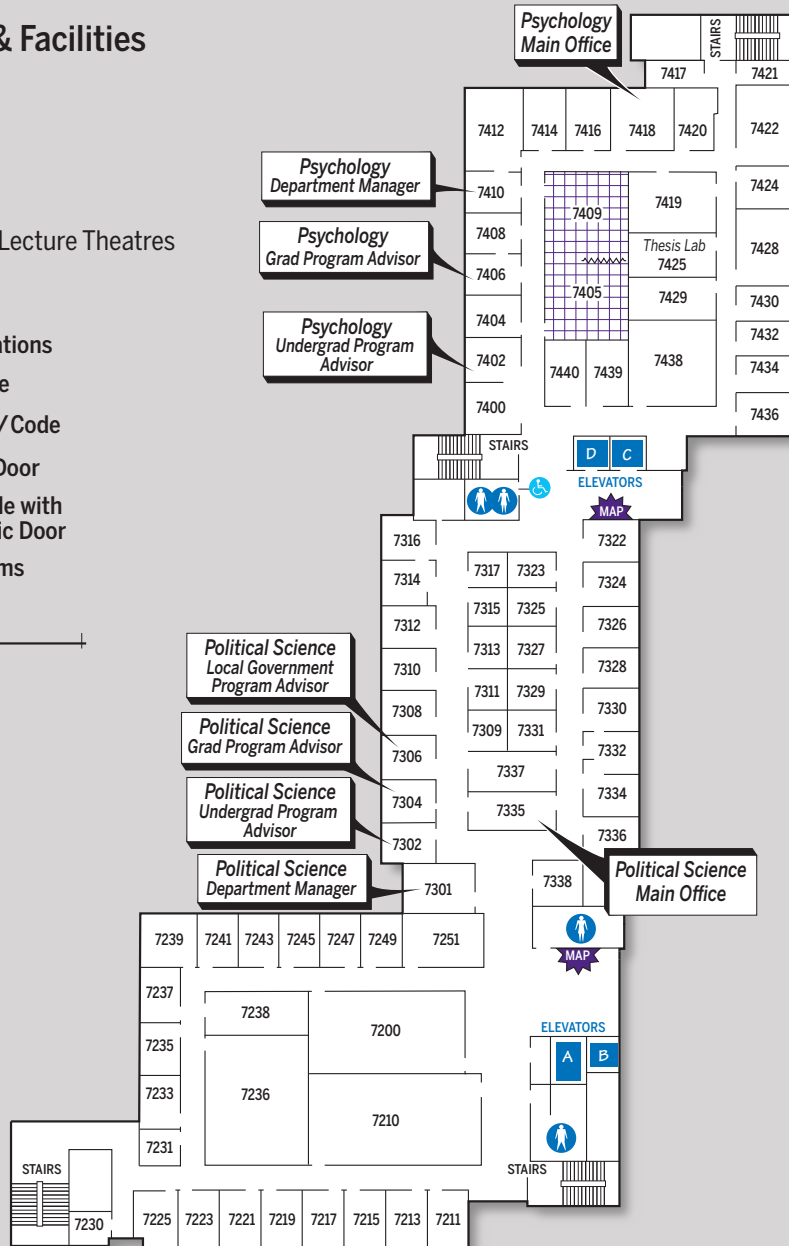 & Facilities
Lecture Theatres
ations
e
/Code
Door
le with
ic Door
ms
Psychology
Main Office
STAIRS
7417
7421
7412
7414
7416
7418
7420
7422
Psychology
Department Manager
7410
7409
7419
7424
Psychology
Grad Program Advisor
7408
7406
Thesis Lab
7425
7428
7405
7429
7430
Psychology
Undergrad Program
Advisor
7404
7402
7400
7440
7439
7438
7432
7434
7436
STAIRS
D
C
ELEVATORS
MAP
7316
7314
7312
7310
7308
7306
7304
7302
7301
7317
7323
7315
7325
7313
7327
7311
7329
7309
7331
7337
7335
7322
7324
7326
7328
7330
7332
7334
7336
7338
Political Science
Local Government
Program Advisor
Political Science
Grad Program Advisor
Political Science
Undergrad Program
Advisor
Political Science
Department Manager
Political Science
Main Office
MAP
7239
7241
7243
7245
7247
7249
7251
7237
7235
7233
7231
7238
7236
7200
7210
ELEVATORS
A
B
STAIRS
STAIRS
7230
7225
7223
7221
7219
7217
7215
7213
7211